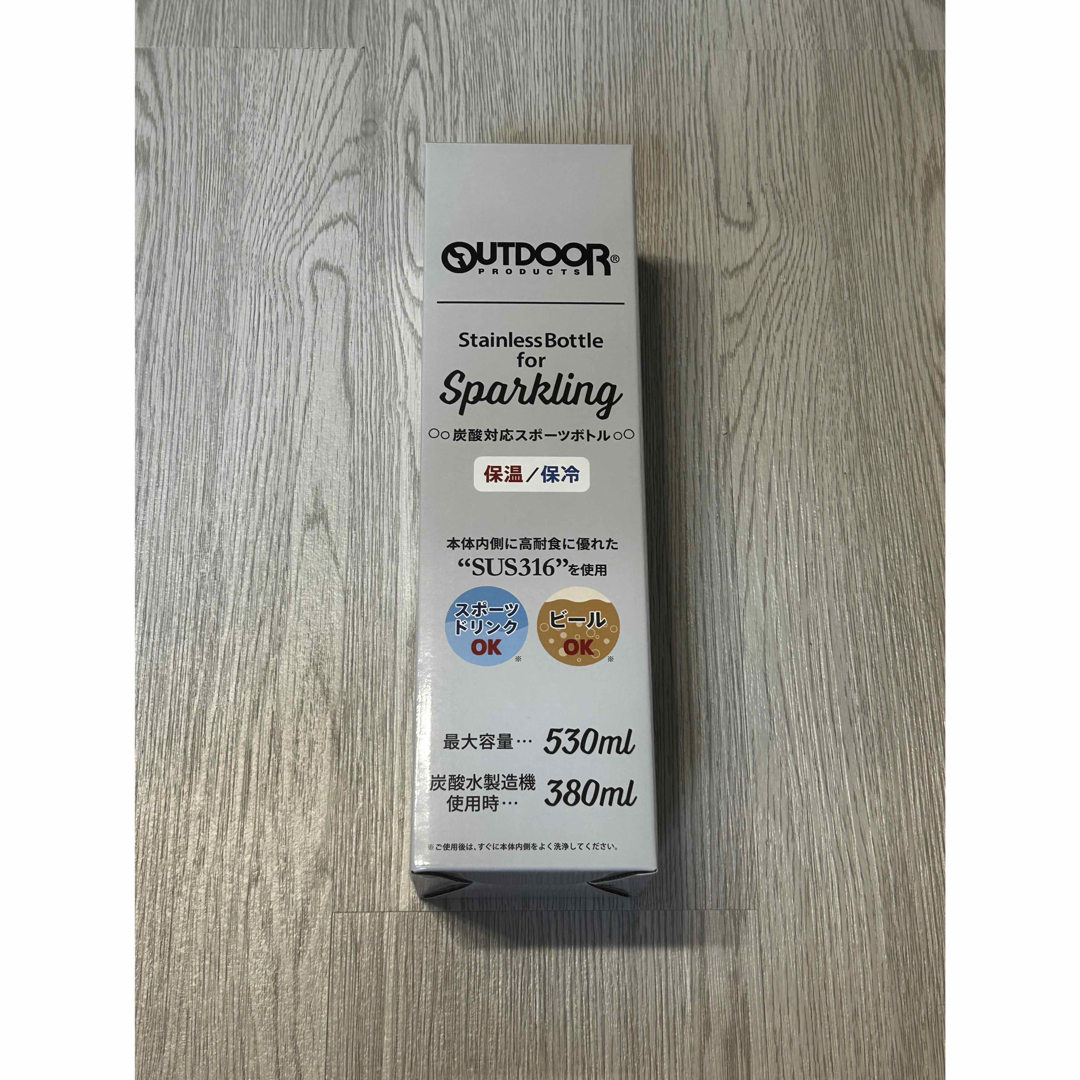 OUTDOOR®
PRODUCTS
Stainless Bottle
for
Sparkling
○○炭酸対応スポーツボトル○○
保温/保冷
本体内側に高耐食に優れた
“SUS316”を使用
スポーツ
ドリンク
OK
※
ビール
OK
※
最大容量… 530ml
炭酸水製造機
使用時… 380ml
※ご使用後は、すぐに本体内側をよく洗浄してください。